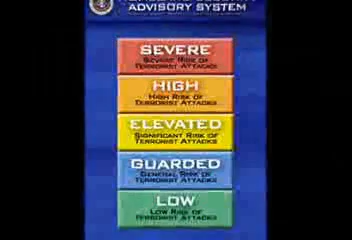 ADVISORY SYSTEM
SEVERE
SEVERE RISK OF
TERRORIST ATTACKS
HIGH
HIGH RISK OF
TERRORIST ATTACKS
ELEVATED
SIGNIFICANT RISK OF
TERRORIST ATTACKS
GUARDED
GENERAL RISK OF
TERRORIST ATTACKS
LOW
LOW RISK OF
TERRORIST ATTACKS